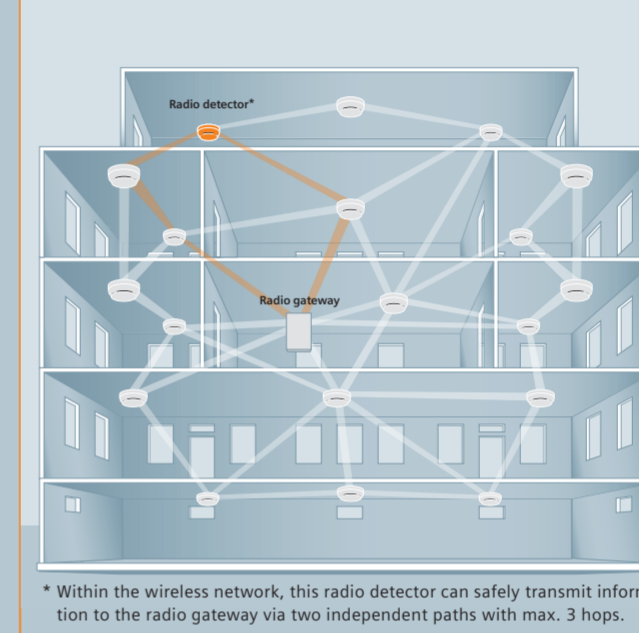 Radio detector*
Radio gateway
* Within the wireless network, this radio detector can safely transmit infor
tion to the radio gateway via two independent paths with max. 3 hops.